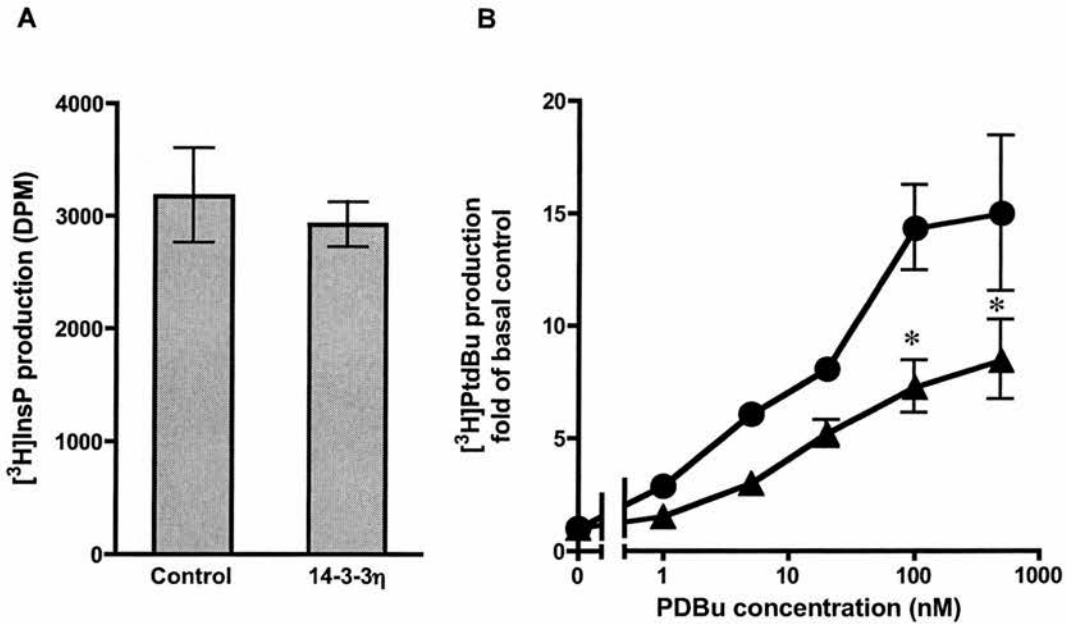 A
[³H]InsP production (DPM)
4000
3000
2000
1000
0
Control 14-3-3η
B
[³H]PtdBu production
fold of basal control
20
15
10
5
0
*
*
0 1 10 100 1000
PDBu concentration (nM)